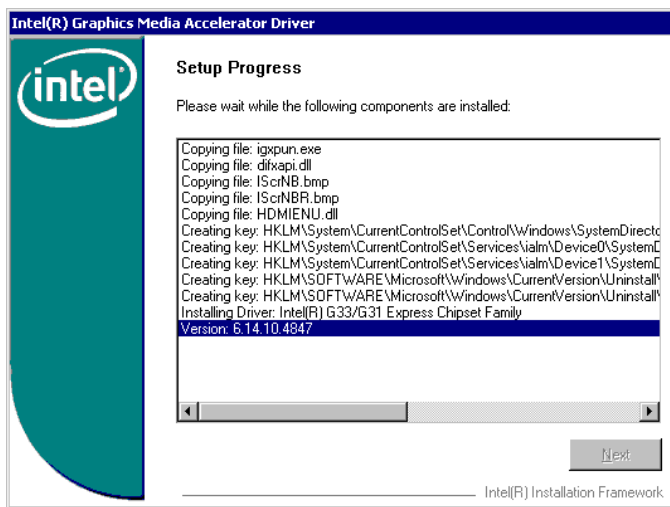 Intel(R) Graphics Media Accelerator Driver
intel
Setup Progress
Please wait while the following components are installed:
Copying file: igxpun.exe
Copying file: difxapi.dll
Copying file: IScrNB.bmp
Copying file: IScrNBR.bmp
Copying file: HDMIENU.dll
Creating key: HKLM\System\CurrentControlSet\Control\Windows\SystemDirecto
Creating key: HKLM\System\CurrentControlSet\Services\ialm\Device0\SystemD
Creating key: HKLM\System\CurrentControlSet\Services\ialm\Device1\SystemD
Creating key: HKLM\SOFTWARE\Microsoft\Windows\CurrentVersion\Uninstall\
Creating key: HKLM\SOFTWARE\Microsoft\Windows\CurrentVersion\Uninstall\
Installing Driver: Intel(R) G33/G31 Express Chipset Family
Version: 6.14.10.4847
Next
Intel(R) Installation Framework